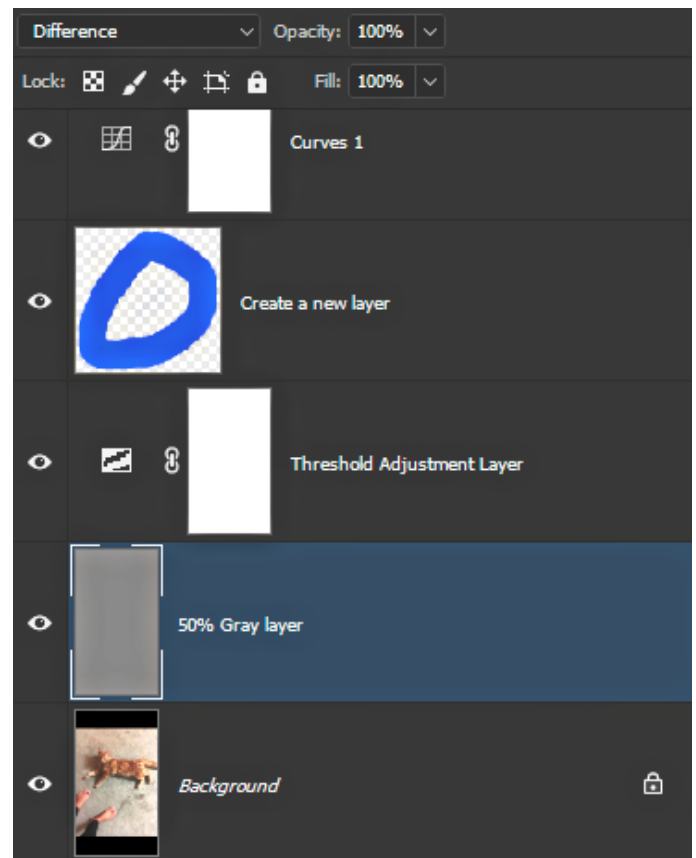 Difference Opacity: 100%
Lock: Fill: 100%
Curves 1
Create a new layer
Threshold Adjustment Layer
50% Gray layer
Background